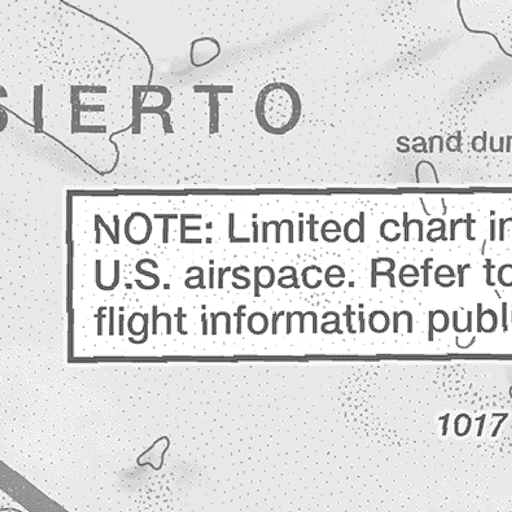 SIERTO
sand dun
NOTE: Limited chart in
U.S. airspace. Refer to
flight information publ
1017